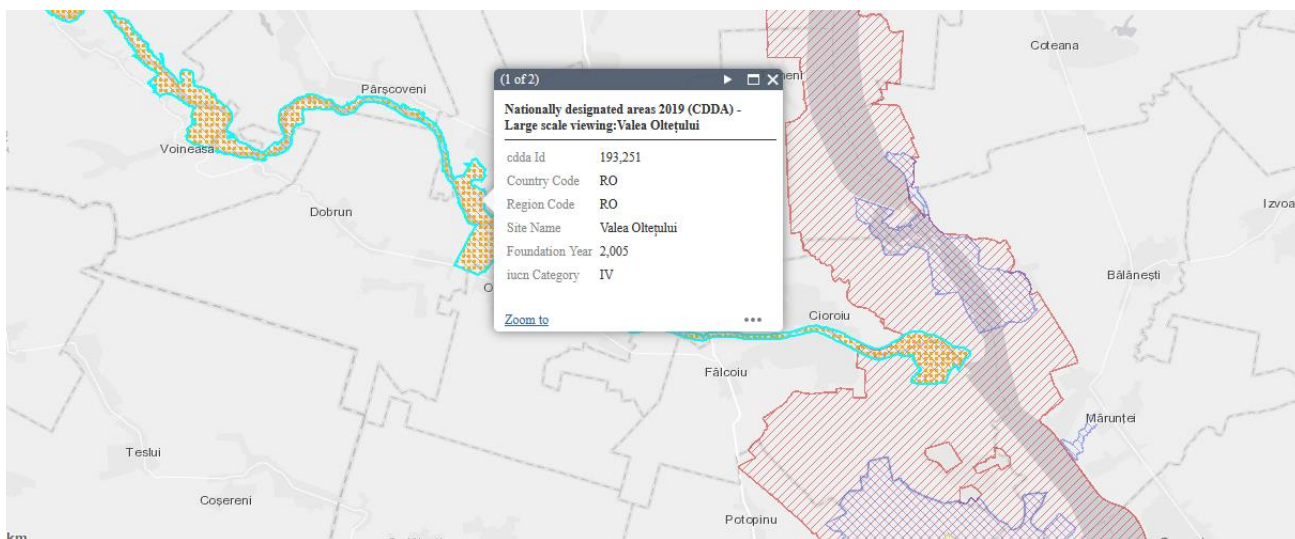 Coteana
(1 of 2)
Pârșcoveni
Nationally designated areas 2019 (CDDA) -
Large scale viewing:Valea Oltețului
Voineasa
cdda Id 193,251
Country Code RO
Region Code RO
Izvoa
Dobrun
Site Name Valea Oltețului
Foundation Year 2,005
iucn Category IV
Bălănești
Zoom to
Cioroiu
Fălcoiu
Mărunței
Teslui
Coșereni
Potopinu
km